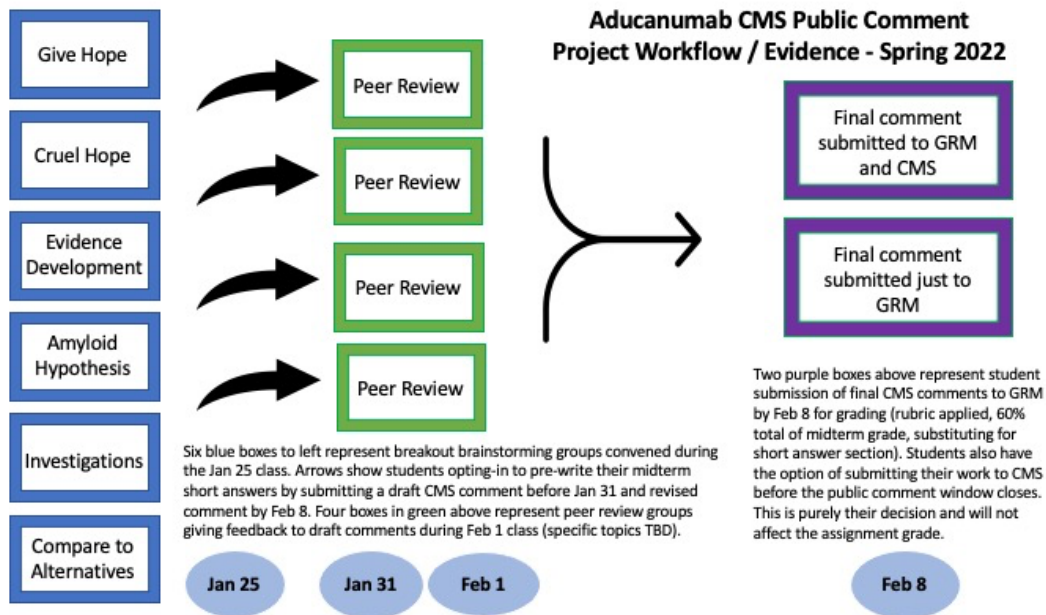 Aducanumab CMS Public Comment
Project Workflow / Evidence - Spring 2022
Give Hope
Cruel Hope
Evidence
Development
Amyloid
Hypothesis
Investigations
Compare to
Alternatives
Peer Review
Peer Review
Peer Review
Peer Review
Final comment
submitted to GRM
and CMS
Final comment
submitted just to
GRM
Six blue boxes to left represent breakout brainstorming groups convened during
the Jan 25 class. Arrows show students opting-in to pre-write their midterm
short answers by submitting a draft CMS comment before Jan 31 and revised
comment by Feb 8. Four boxes in green above represent peer review groups
giving feedback to draft comments during Feb 1 class (specific topics TBD).
Two purple boxes above represent student
submission of final CMS comments to GRM
by Feb 8 for grading (rubric applied, 60%
total of midterm grade, substituting for
short answer section). Students also have
the option of submitting their work to CMS
before the public comment window closes.
This is purely their decision and will not
affect the assignment grade.
Jan 25
Jan 31
Feb 1
Feb 8